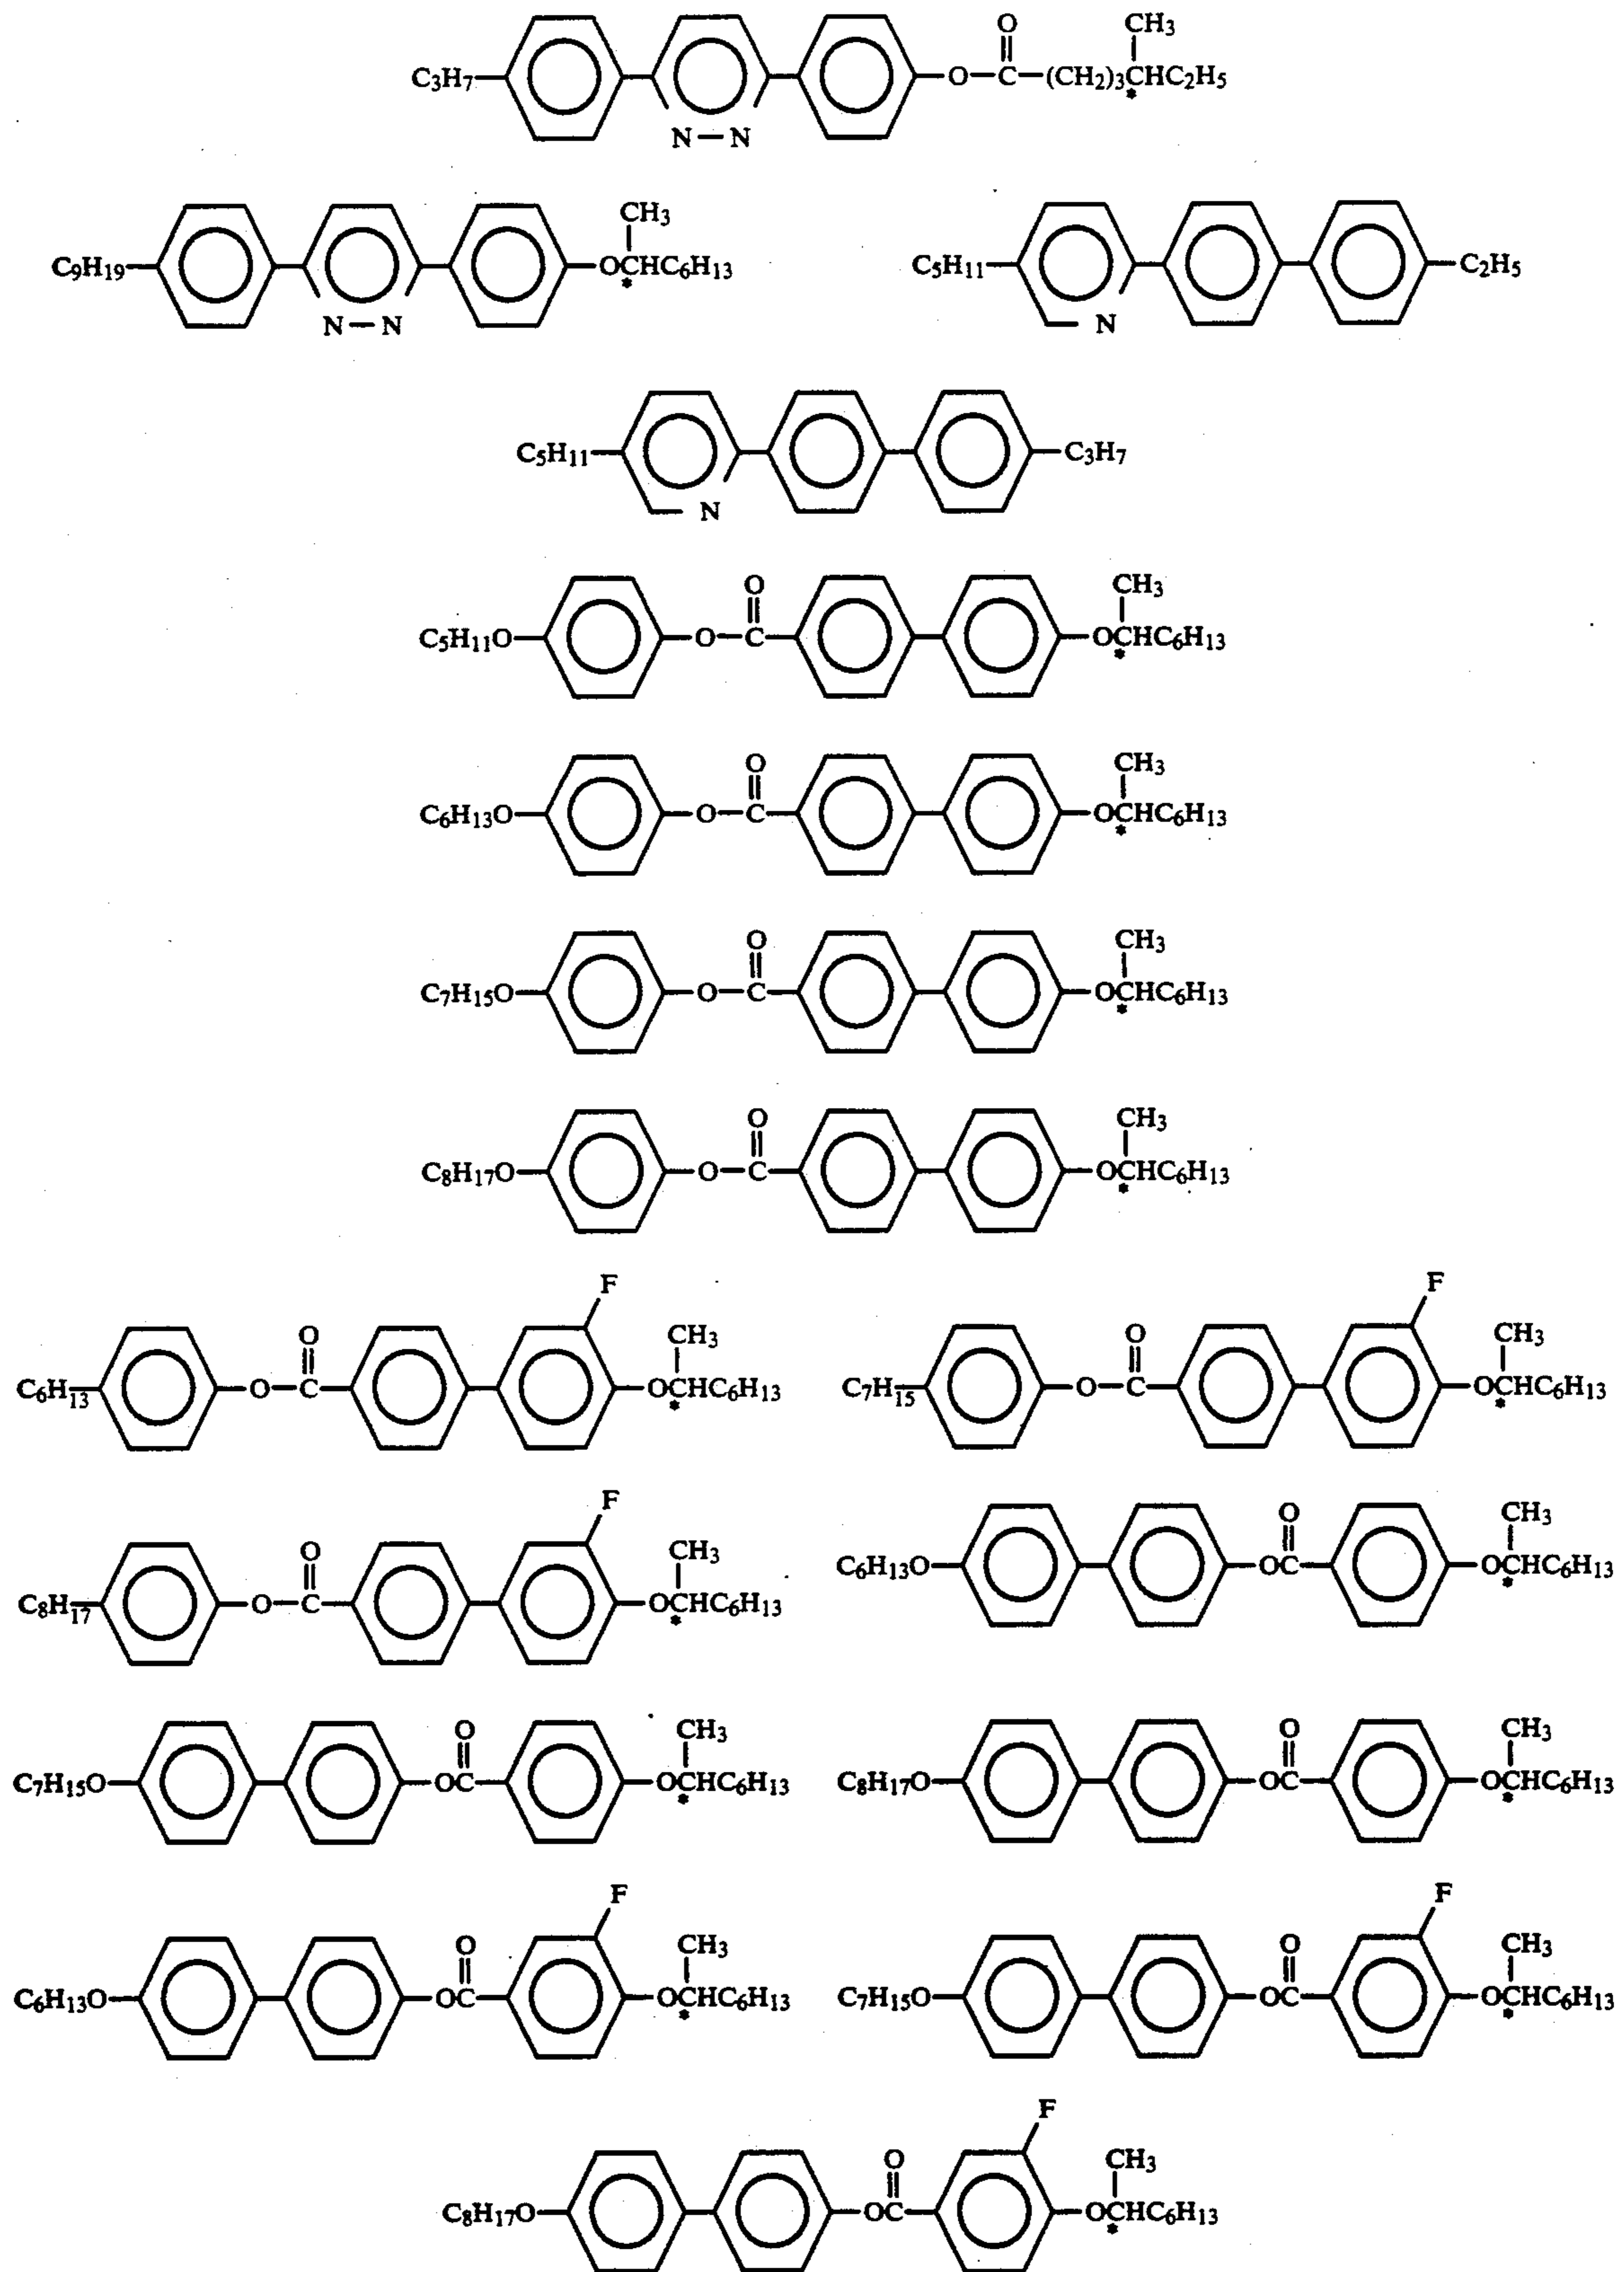 O CH3
C3H7 O C (CH2)3CHC2H5
N N *
CH3
C9H19 OCHC6H13 C5H11 C2H5
N N * N
C5H11 C3H7
N
O CH3
C5H11O O C OCHC6H13
*
O CH3
C6H13O O C OCHC6H13
*
O CH3
C7H15O O C OCHC6H13
*
O CH3
C8H17O O C OCHC6H13
*
F F
O CH3 O CH3
C6H13 O C OCHC6H13 C7H15 O C OCHC6H13
* *
F
O CH3 O CH3
C8H17 O C OCHC6H13 C6H13O OC OCHC6H13
* *
O CH3 O CH3
C7H15O OC OCHC6H13 C8H17O OC OCHC6H13
* *
F F
O CH3 O CH3
C6H13O OC OCHC6H13 C7H15O OC OCHC6H13
* *
F
O CH3
C8H17O OC OCHC6H13
*